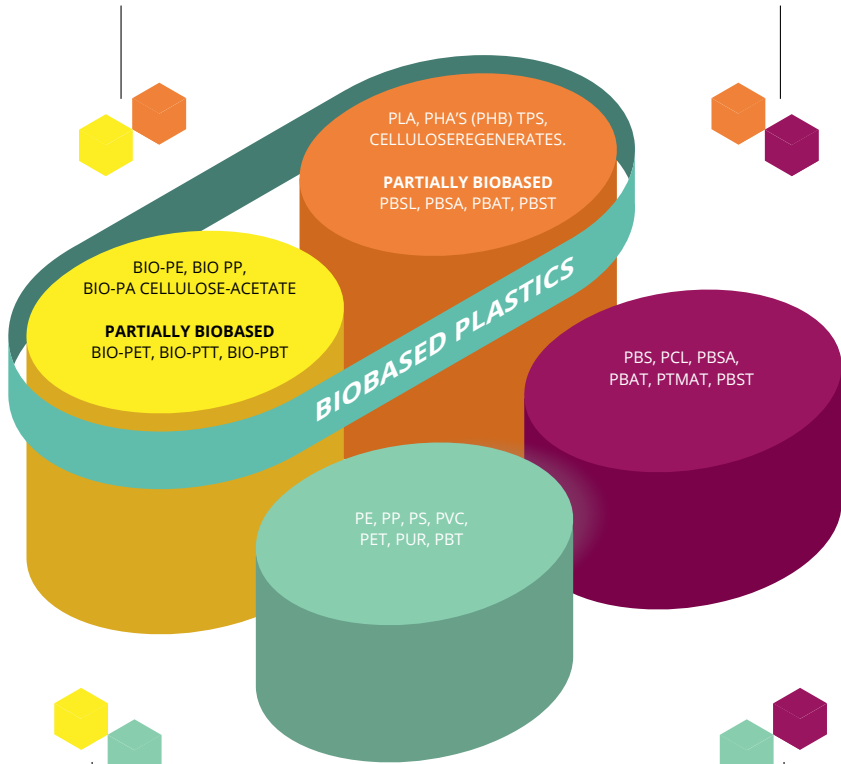 PLA, PHA'S (PHB) TPS,
CELLULOSEREGENERATES.
PARTIALLY BIOBASED
PBSL, PBSA, PBAT, PBST
BIO-PE, BIO PP,
BIO-PA CELLULOSE-ACETATE
PARTIALLY BIOBASED
BIO-PET, BIO-PTT, BIO-PBT
BIOBASED PLASTICS
PBS, PCL, PBSA,
PBAT, PTMAT, PBST
PE, PP, PS, PVC,
PET, PUR, PBT